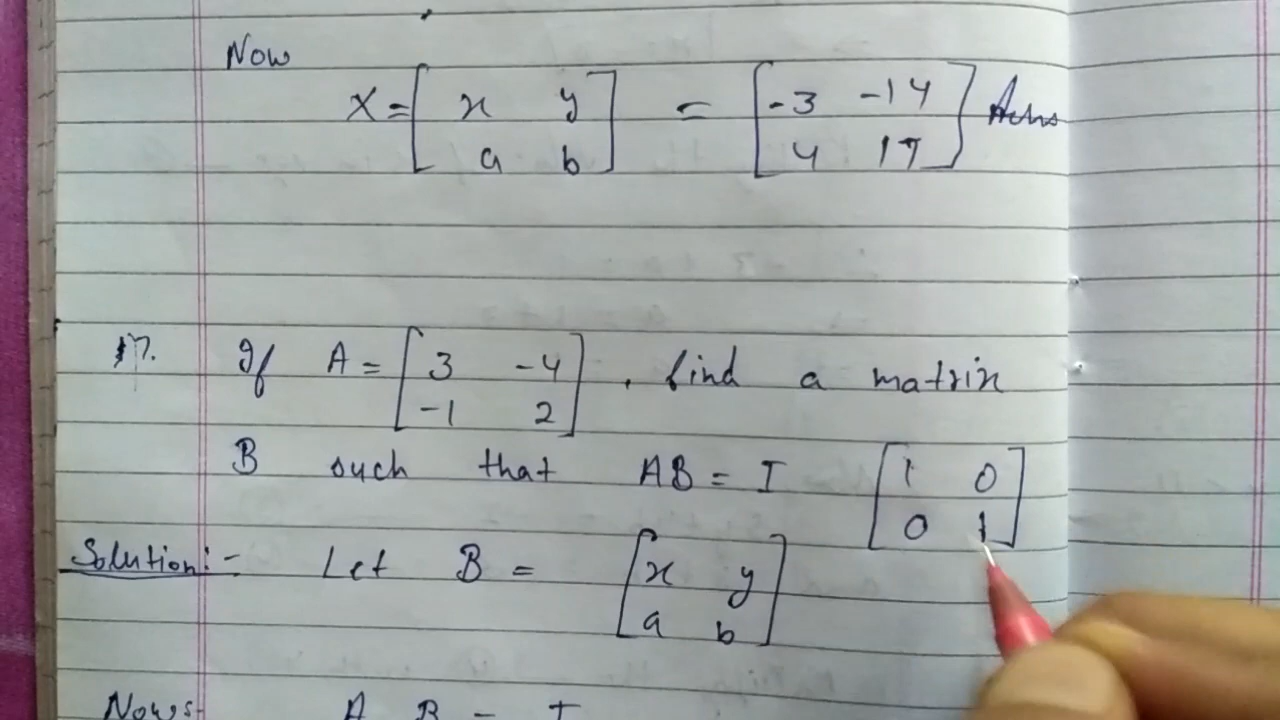 Now
X = [ x y ] = [ -3 -14 ] Ans
[ a b ] [ 4 17 ]
17. If A = [ 3 -4 ] . find a matrix
[ -1 2 ]
B such that AB = I [ 1 0 ]
[ 0 1 ]
Solution:- Let B = [ x y ]
[ a b ]
Now:- A B = I